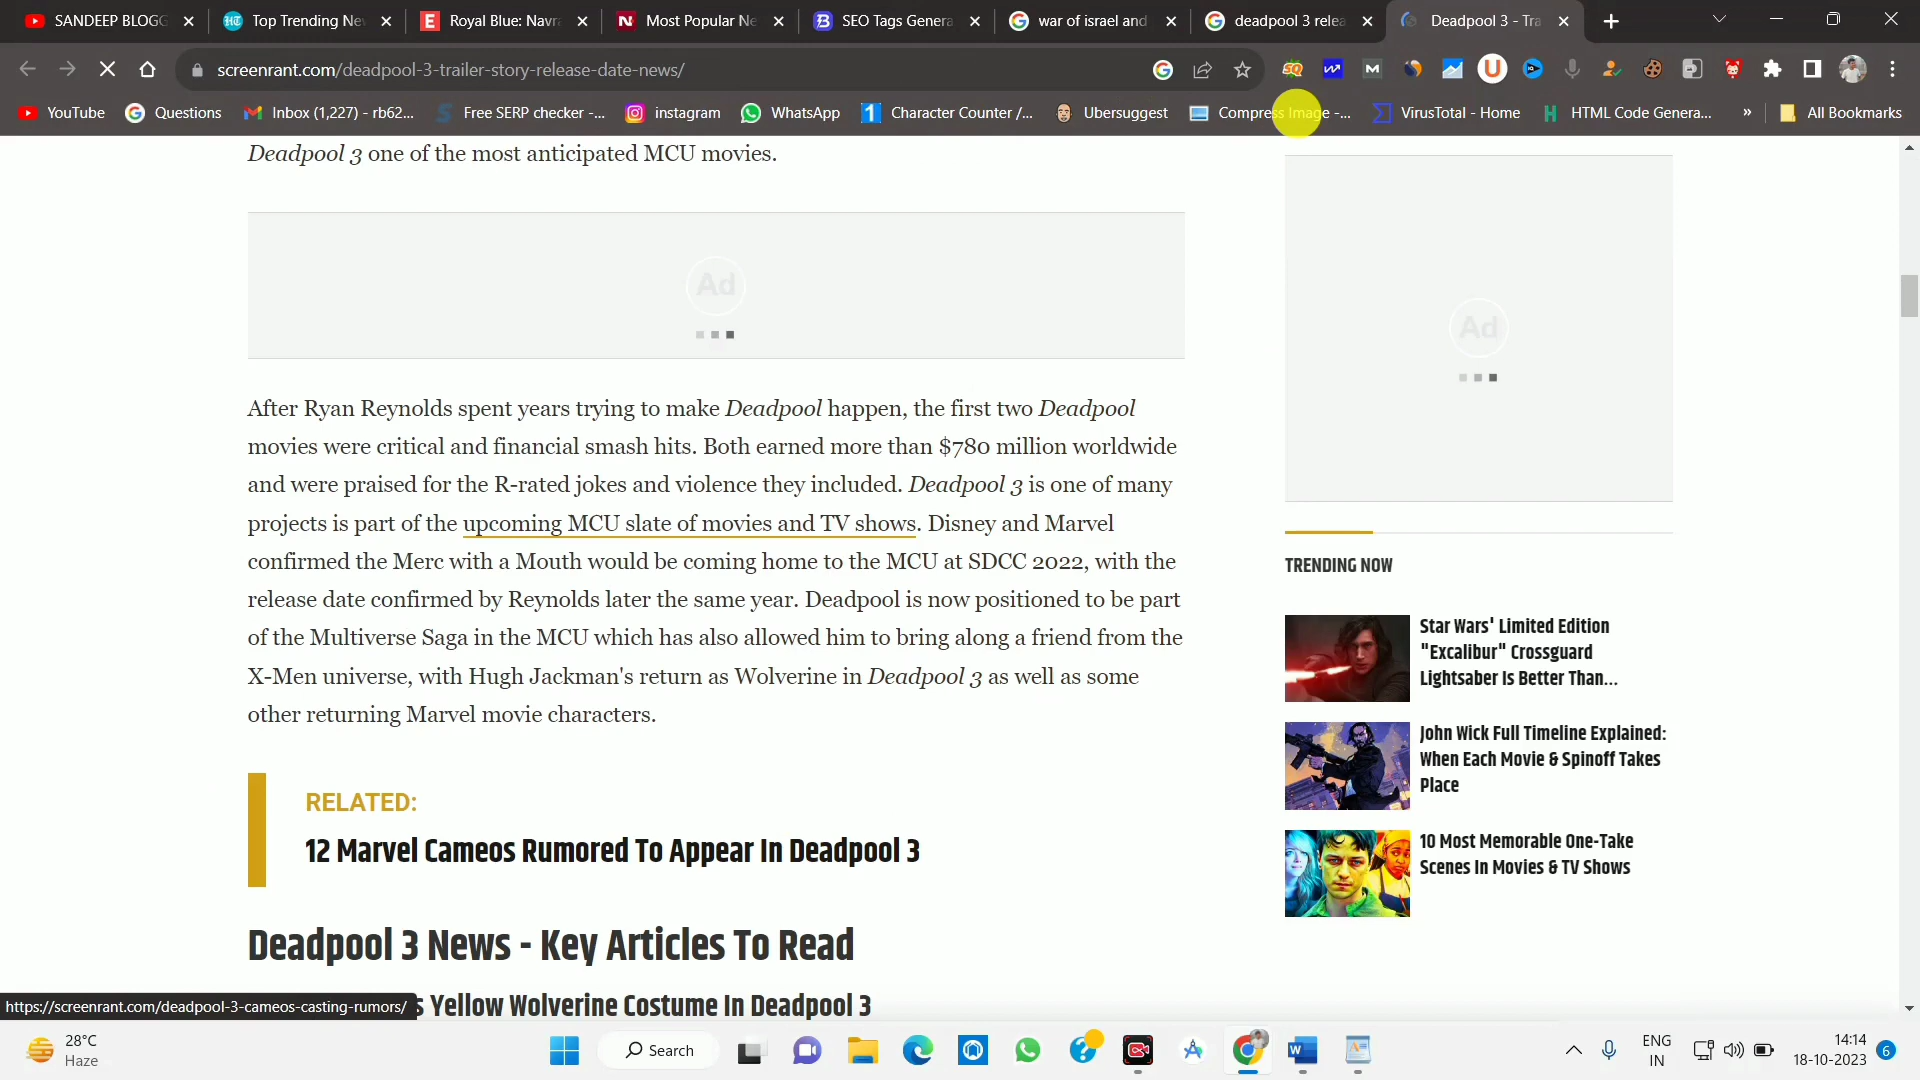 SANDEEP BLOGG
Top Trending Ne
Royal Blue: Navra
Most Popular Ne
SEO Tags Genera
war of israel and
deadpool 3 relea
Deadpool 3 - Tra
screenrant.com/deadpool-3-trailer-story-release-date-news/
YouTube
Questions
Inbox (1,227) - rb62...
Free SERP checker -...
instagram
WhatsApp
Character Counter /...
Ubersuggest
Compress Image -...
VirusTotal - Home
HTML Code Genera...
»
All Bookmarks
Deadpool 3 one of the most anticipated MCU movies.
Ad
Ad
After Ryan Reynolds spent years trying to make Deadpool happen, the first two Deadpool
movies were critical and financial smash hits. Both earned more than $780 million worldwide
and were praised for the R-rated jokes and violence they included. Deadpool 3 is one of many
projects is part of the upcoming MCU slate of movies and TV shows. Disney and Marvel
confirmed the Merc with a Mouth would be coming home to the MCU at SDCC 2022, with the
release date confirmed by Reynolds later the same year. Deadpool is now positioned to be part
of the Multiverse Saga in the MCU which has also allowed him to bring along a friend from the
X-Men universe, with Hugh Jackman's return as Wolverine in Deadpool 3 as well as some
other returning Marvel movie characters.
RELATED:
12 Marvel Cameos Rumored To Appear In Deadpool 3
Deadpool 3 News - Key Articles To Read
s Yellow Wolverine Costume In Deadpool 3
TRENDING NOW
Star Wars' Limited Edition
"Excalibur" Crossguard
Lightsaber Is Better Than...
John Wick Full Timeline Explained:
When Each Movie & Spinoff Takes
Place
10 Most Memorable One-Take
Scenes In Movies & TV Shows
https://screenrant.com/deadpool-3-cameos-casting-rumors/
28°C
Haze
Search
ENG
IN
14:14
18-10-2023
6